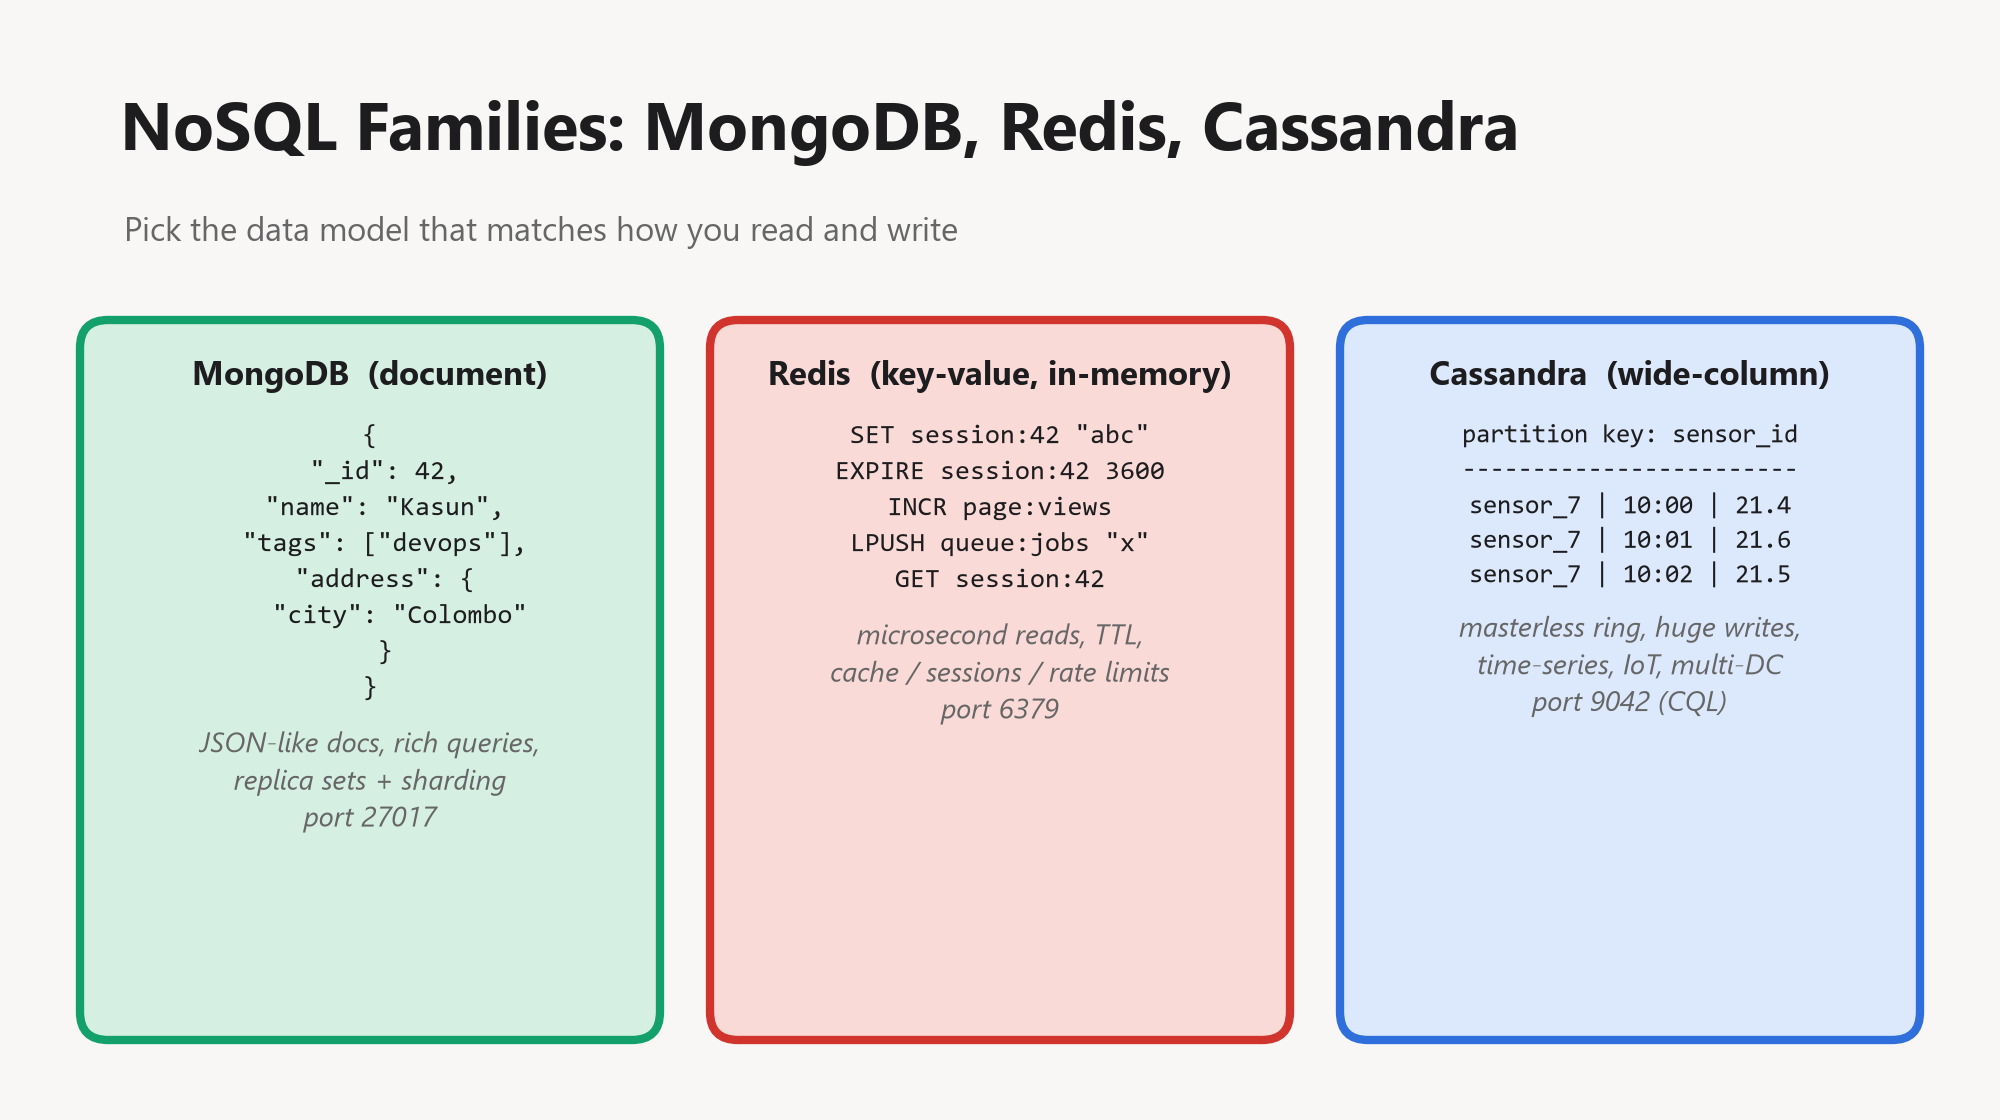 NoSQL Families: MongoDB, Redis, Cassandra
Pick the data model that matches how you read and write
MongoDB (document)
{
"_id": 42,
"name": "Kasun",
"tags": ["devops"],
"address": {
"city": "Colombo"
}
}
JSON-like docs, rich queries,
replica sets + sharding
port 27017
Redis (key-value, in-memory)
SET session:42 "abc"
EXPIRE session:42 3600
INCR page:views
LPUSH queue:jobs "x"
GET session:42
microsecond reads, TTL,
cache / sessions / rate limits
port 6379
Cassandra (wide-column)
partition key: sensor_id
------------------------
sensor_7 | 10:00 | 21.4
sensor_7 | 10:01 | 21.6
sensor_7 | 10:02 | 21.5
masterless ring, huge writes,
time-series, IoT, multi-DC
port 9042 (CQL)